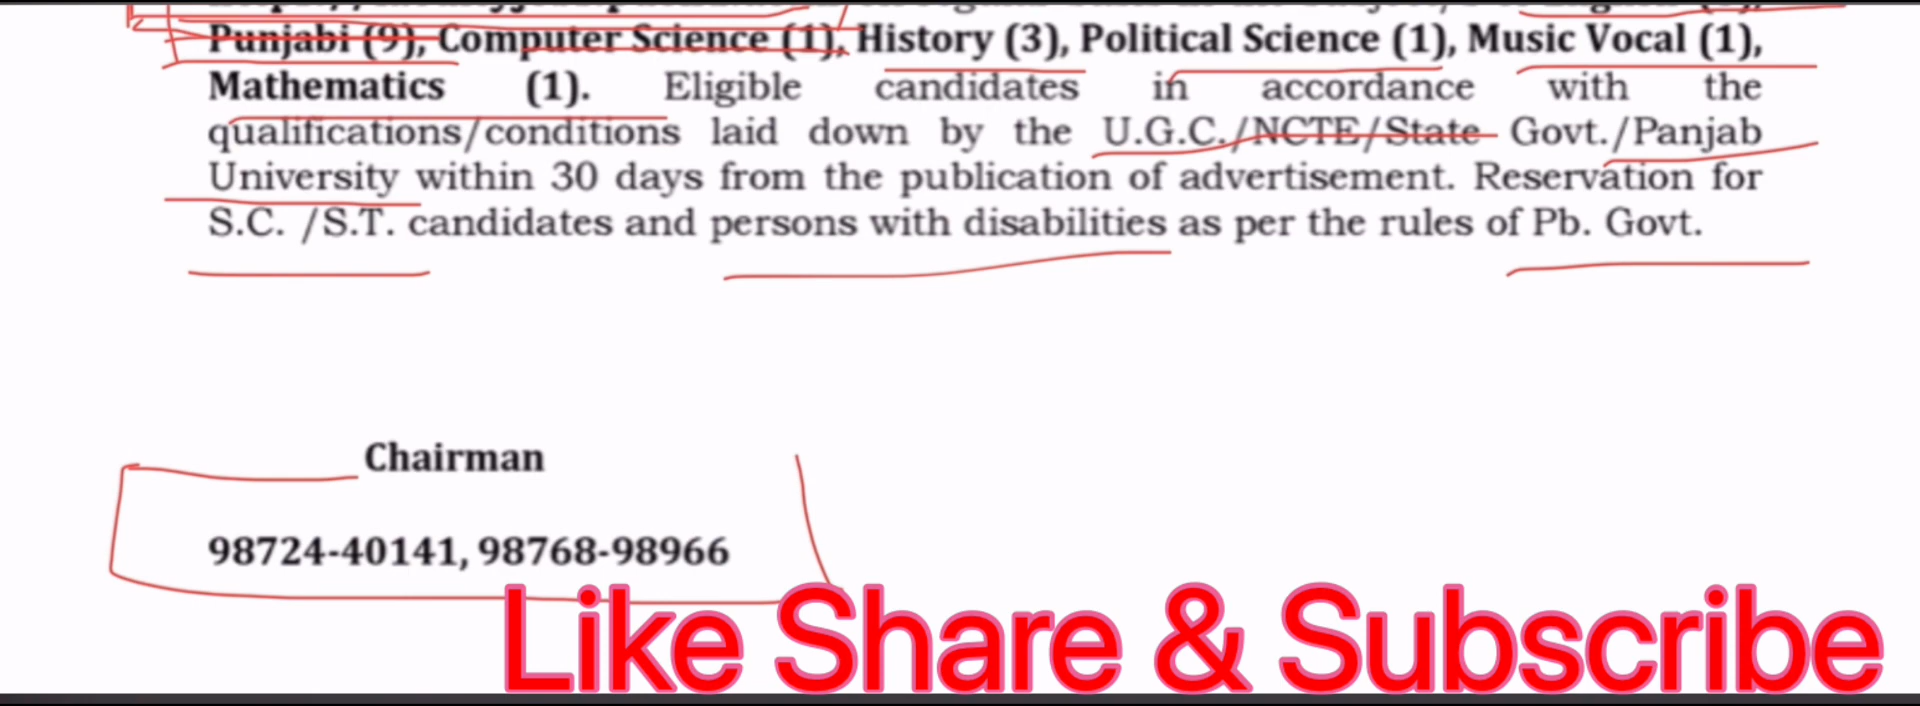 Punjabi (9), Computer Science (1), History (3), Political Science (1), Music Vocal (1),
Mathematics (1). Eligible candidates in accordance with the
qualifications/conditions laid down by the U.G.C./NCTE/State Govt./Panjab
University within 30 days from the publication of advertisement. Reservation for
S.C. /S.T. candidates and persons with disabilities as per the rules of Pb. Govt.
Chairman
98724-40141, 98768-98966
Like Share & Subscribe